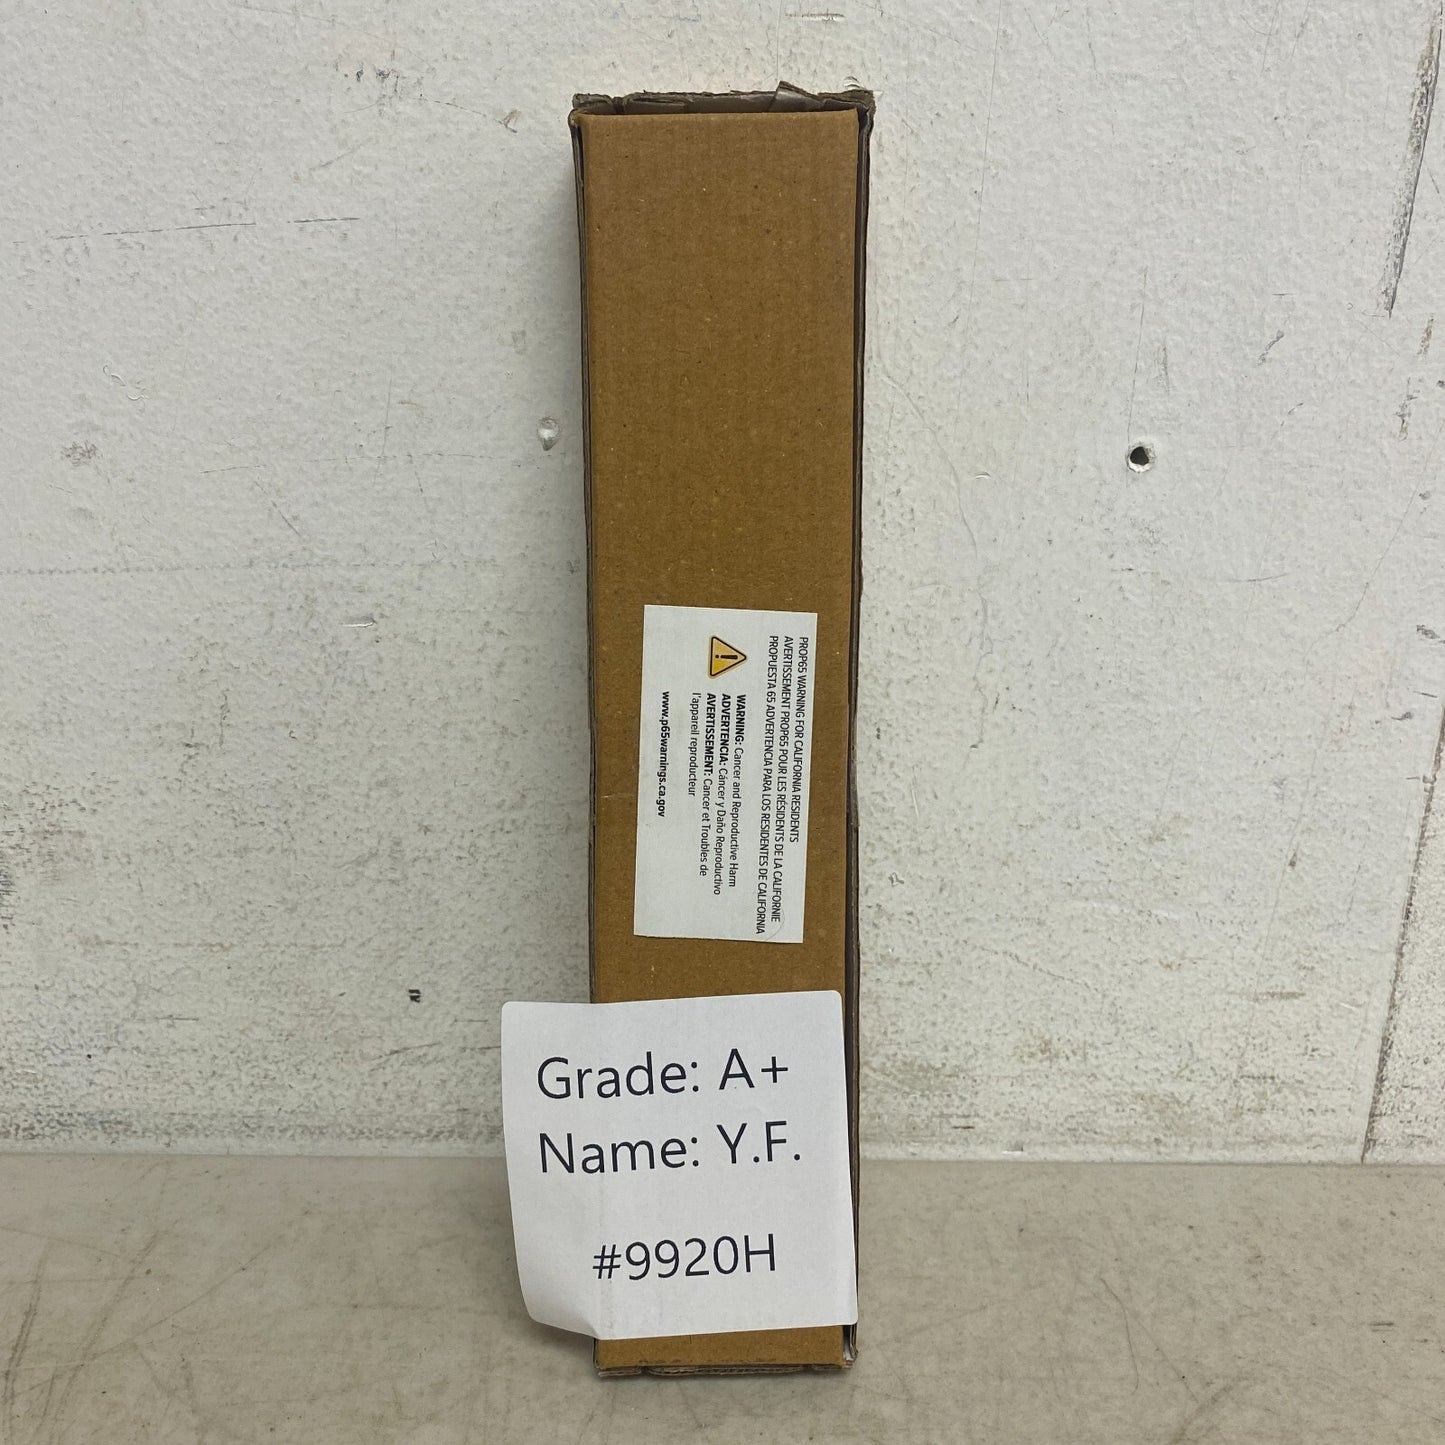 PROP65 WARNING FOR CALIFORNIA RESIDENTS
AVERTISSEMENT PROP65 POUR LES RÉSIDENTS DE LA CALIFORNIE
PROPUESTA 65 ADVERTENCIA PARA LOS RESIDENTES DE CALIFORNIA
WARNING: Cancer and Reproductive Harm
ADVERTENCIA: Cáncer y Daño Reproductivo
AVERTISSEMENT: Cancer et Troubles de
l'appareil reproducteur
www.p65warnings.ca.gov
Grade: A+
Name: Y.F.
#9920H